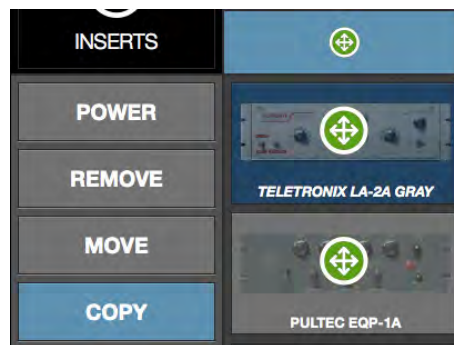 INSERTS
POWER
REMOVE
MOVE
COPY
TELETRONIX LA-2A GRAY
PULTEC EQP-1A